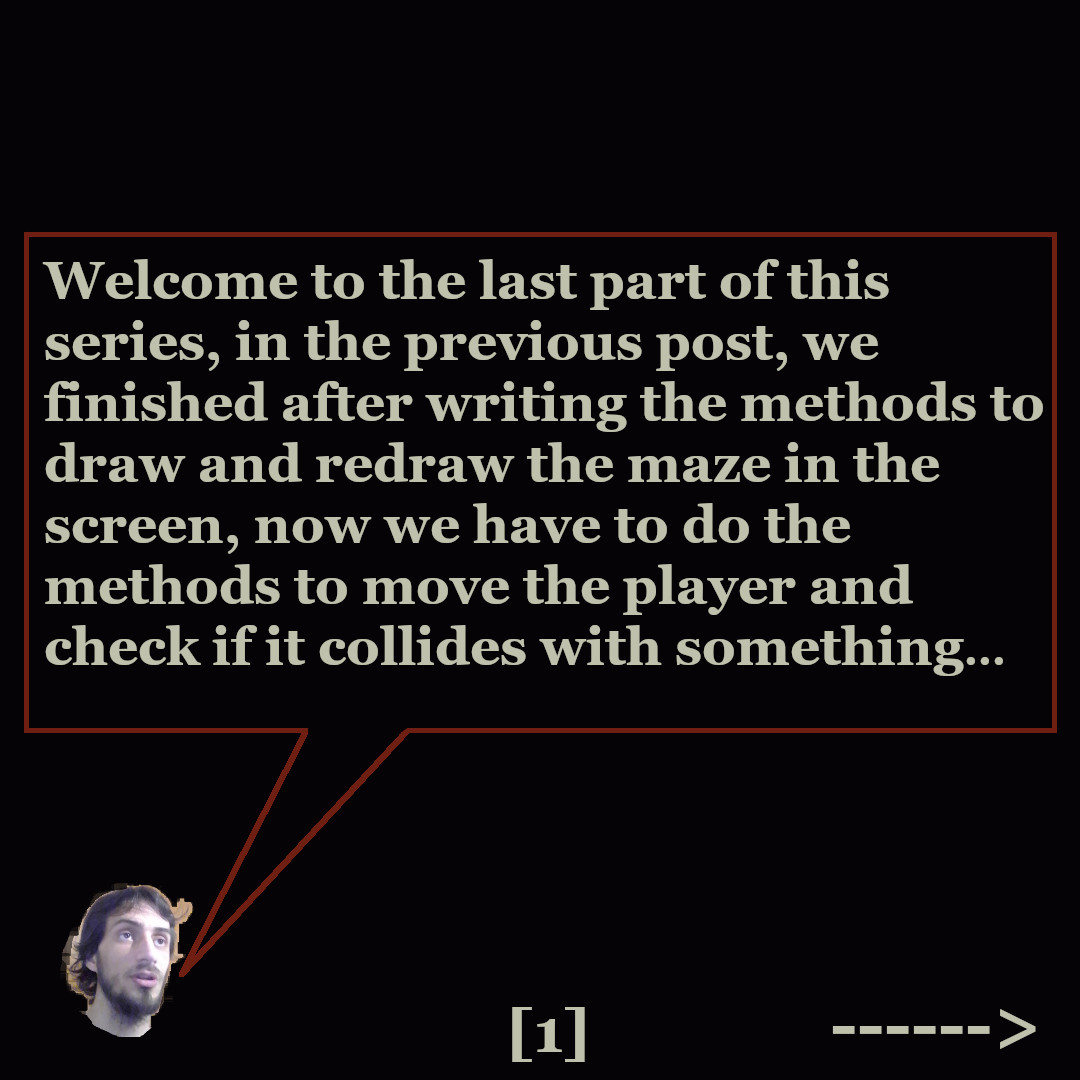 Welcome to the last part of this
series, in the previous post, we
finished after writing the methods to
draw and redraw the maze in the
screen, now we have to do the
methods to move the player and
check if it collides with something...
[1]
------>